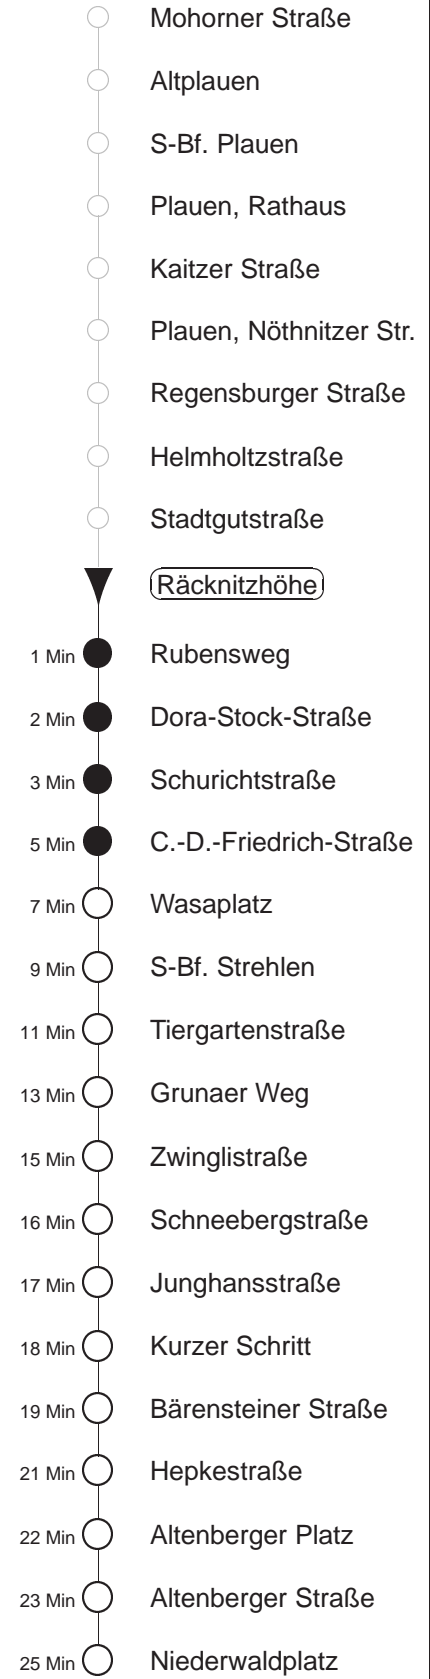 Mohorner Straße
Altplauen
S-Bf. Plauen
Plauen, Rathaus
Kaitzer Straße
Plauen, Nöthnitzer Str.
Regensburger Straße
Helmholtzstraße
Stadtgutstraße
Räcknitzhöhe
1 Min Rubensweg
2 Min Dora-Stock-Straße
3 Min Schurichtstraße
5 Min C.-D.-Friedrich-Straße
7 Min Wasaplatz
9 Min S-Bf. Strehlen
11 Min Tiergartenstraße
13 Min Grunaer Weg
15 Min Zwinglistraße
16 Min Schneebergstraße
17 Min Junghansstraße
18 Min Kurzer Schritt
19 Min Bärensteiner Straße
21 Min Hepkestraße
22 Min Altenberger Platz
23 Min Altenberger Straße
25 Min Niederwaldplatz